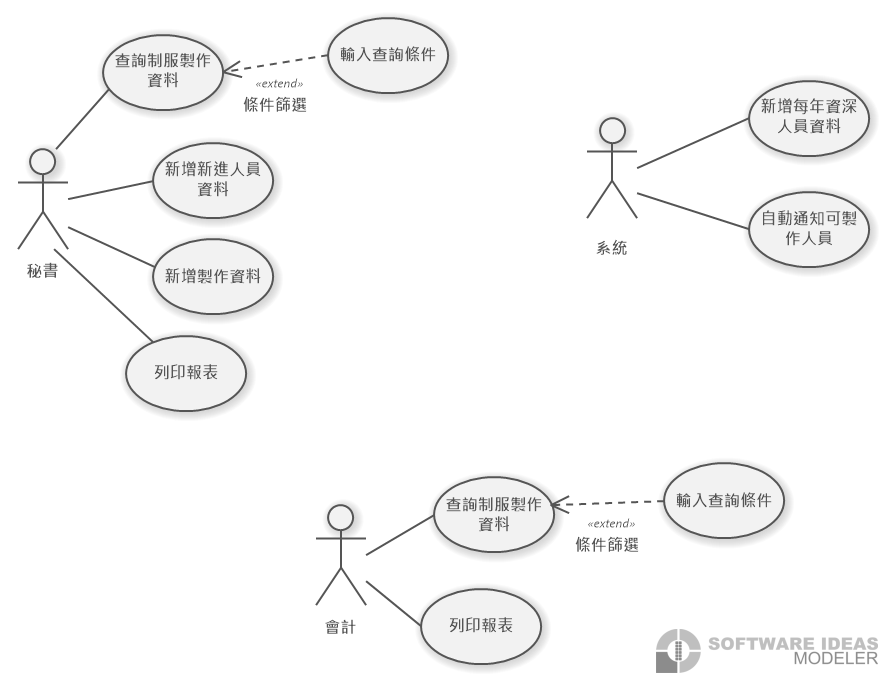 查詢制服製作
資料
輸入查詢條件
«extend»
條件篩選
新增新進人員
資料
新增製作資料
列印報表
秘書
新增每年資深
人員資料
自動通知可製
作人員
系統
查詢制服製作
資料
輸入查詢條件
«extend»
條件篩選
列印報表
會計
SOFTWARE IDEAS
MODELER